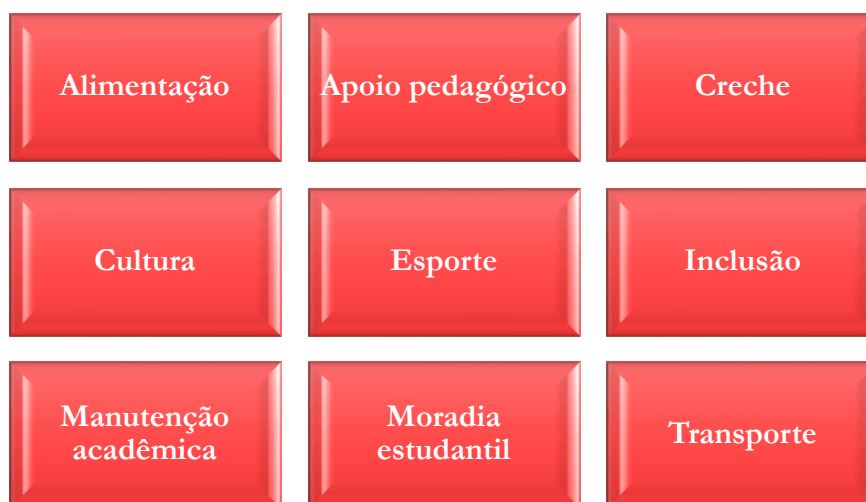 Alimentação
Apoio pedagógico
Creche
Cultura
Esporte
Inclusão
Manutenção
acadêmica
Moradia
estudantil
Transporte